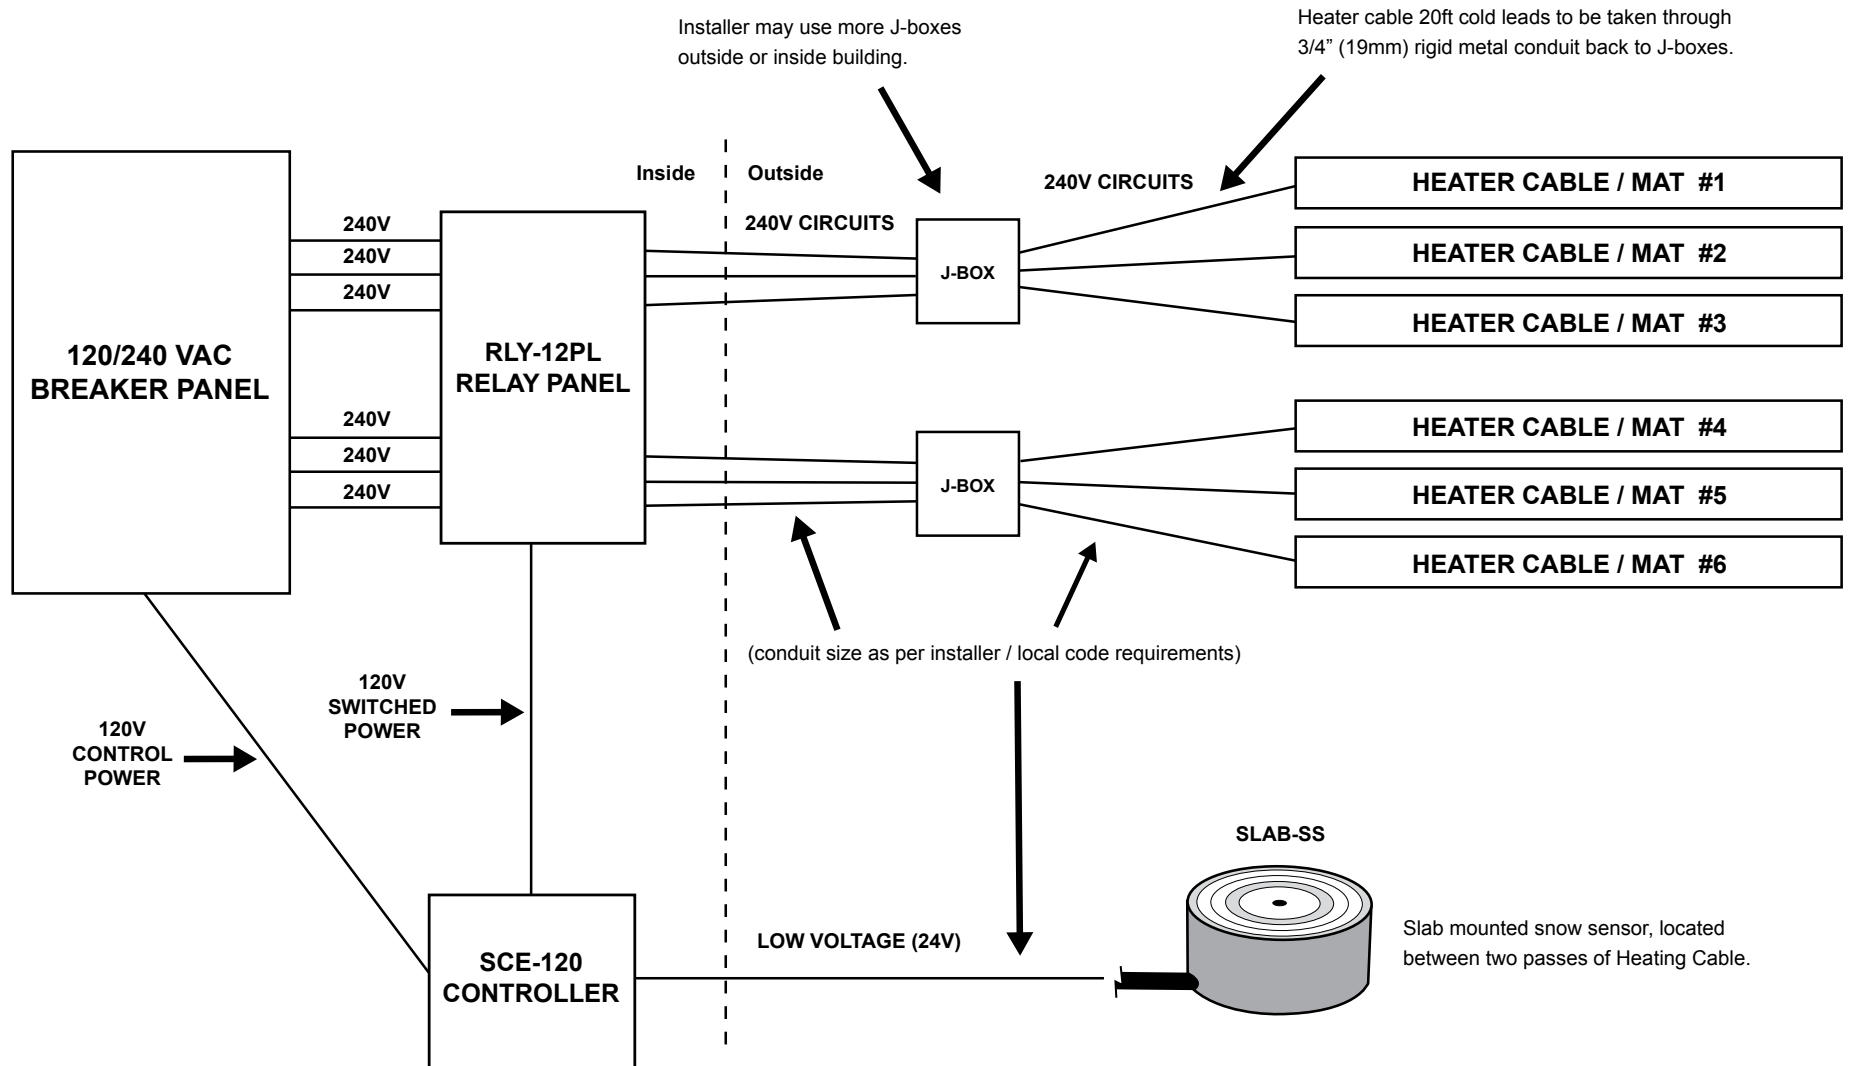 Installer may use more J-boxes
outside or inside building.
Heater cable 20ft cold leads to be taken through
3/4” (19mm) rigid metal conduit back to J-boxes.
Inside
Outside
240V CIRCUITS
240V CIRCUITS
120/240 VAC
BREAKER PANEL
240V
240V
240V
240V
240V
240V
RLY-12PL
RELAY PANEL
J-BOX
J-BOX
HEATER CABLE / MAT #1
HEATER CABLE / MAT #2
HEATER CABLE / MAT #3
HEATER CABLE / MAT #4
HEATER CABLE / MAT #5
HEATER CABLE / MAT #6
(conduit size as per installer / local code requirements)
120V
SWITCHED
POWER
120V
CONTROL
POWER
SCE-120
CONTROLLER
LOW VOLTAGE (24V)
SLAB-SS
Slab mounted snow sensor, located
between two passes of Heating Cable.